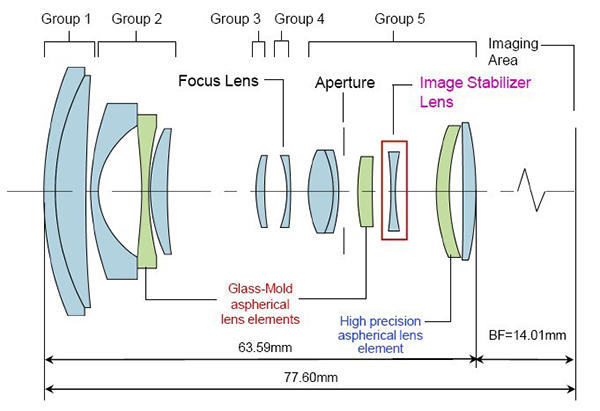 Group 1
Group 2
Group 3
Group 4
Group 5
Imaging
Area
Focus Lens
Aperture
Image Stabilizer
Lens
Glass-Mold
aspherical
lens elements
High precision
aspherical lens
element
BF=14.01mm
63.59mm
77.60mm